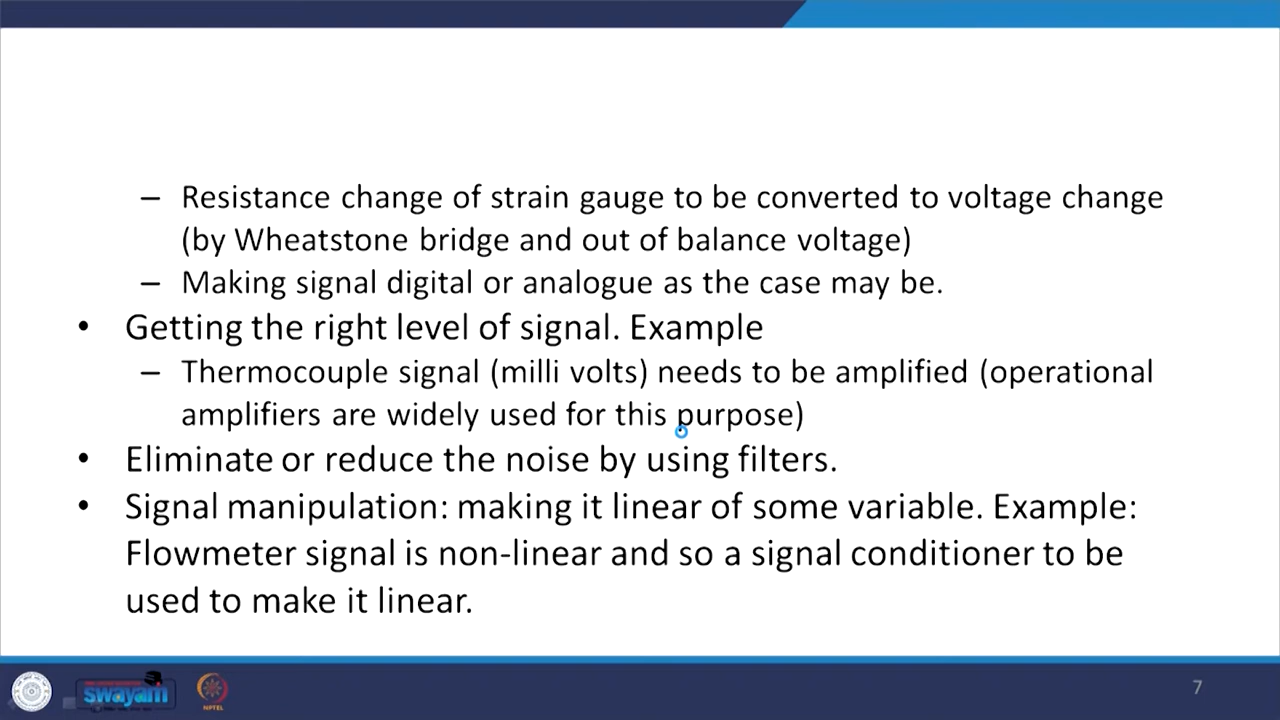 – Resistance change of strain gauge to be converted to voltage change
(by Wheatstone bridge and out of balance voltage)
– Making signal digital or analogue as the case may be.
• Getting the right level of signal. Example
– Thermocouple signal (milli volts) needs to be amplified (operational
amplifiers are widely used for this purpose)
• Eliminate or reduce the noise by using filters.
• Signal manipulation: making it linear of some variable. Example:
Flowmeter signal is non-linear and so a signal conditioner to be
used to make it linear.
swayam
NPTEL
7